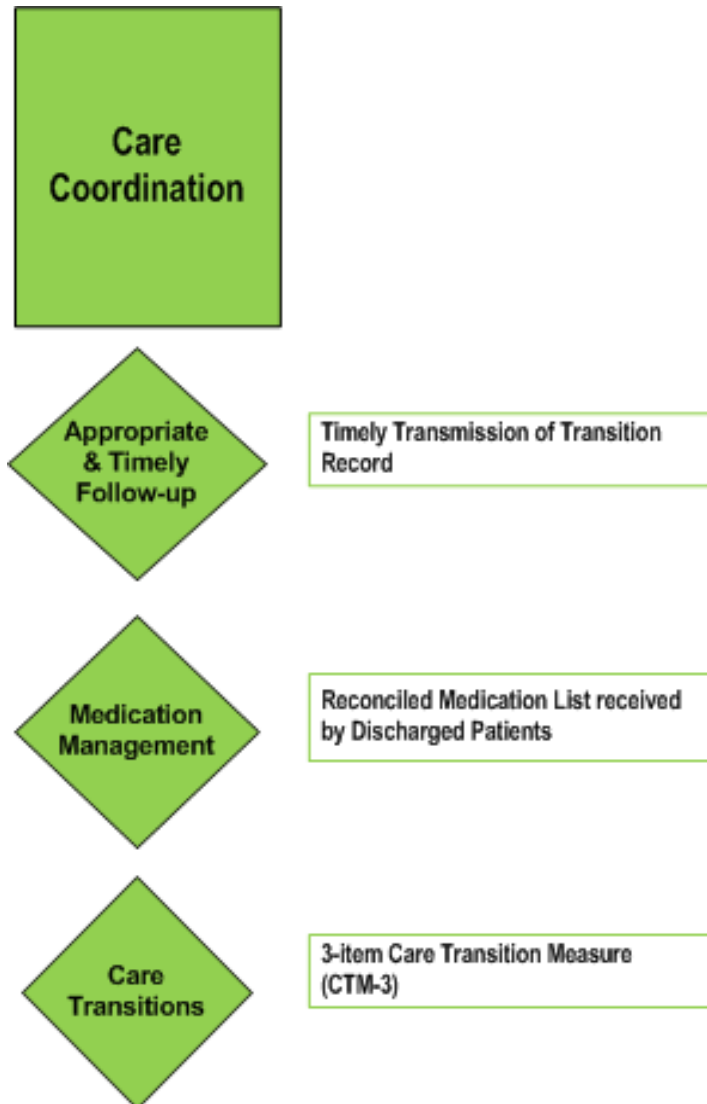 Care
Coordination
Appropriate
& Timely
Follow-up
Timely Transmission of Transition
Record
Medication
Management
Reconciled Medication List received
by Discharged Patients
Care
Transitions
3-item Care Transition Measure
(CTM-3)